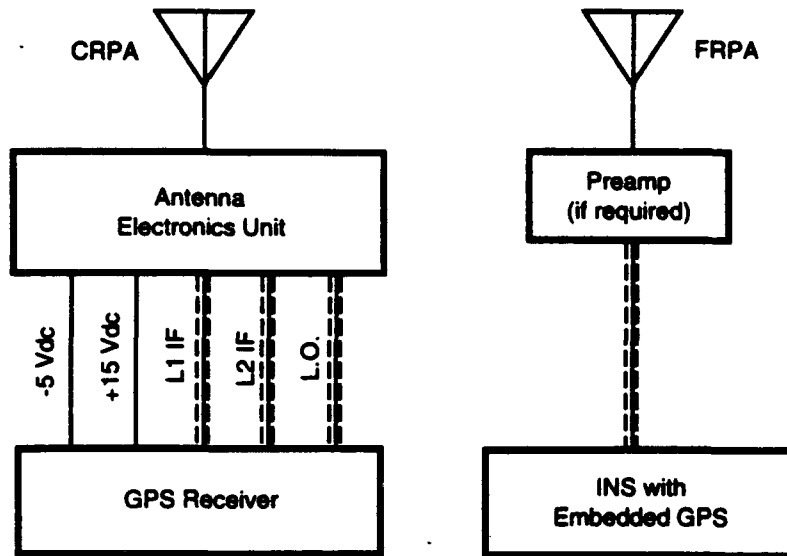 CRPA
FRPA
Antenna
Electronics Unit
Preamp
(if required)
-5 Vdc
+15 Vdc
L1 IF
L2 IF
L.O.
GPS Receiver
INS with
Embedded GPS